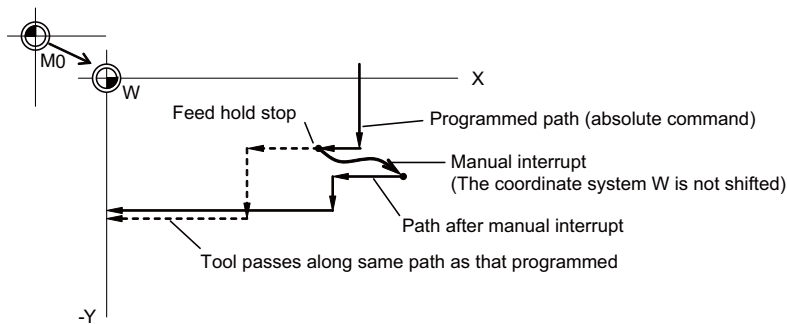 M0
W
X
Feed hold stop
Programmed path (absolute command)
Manual interrupt
(The coordinate system W is not shifted)
Path after manual interrupt
Tool passes along same path as that programmed
-Y